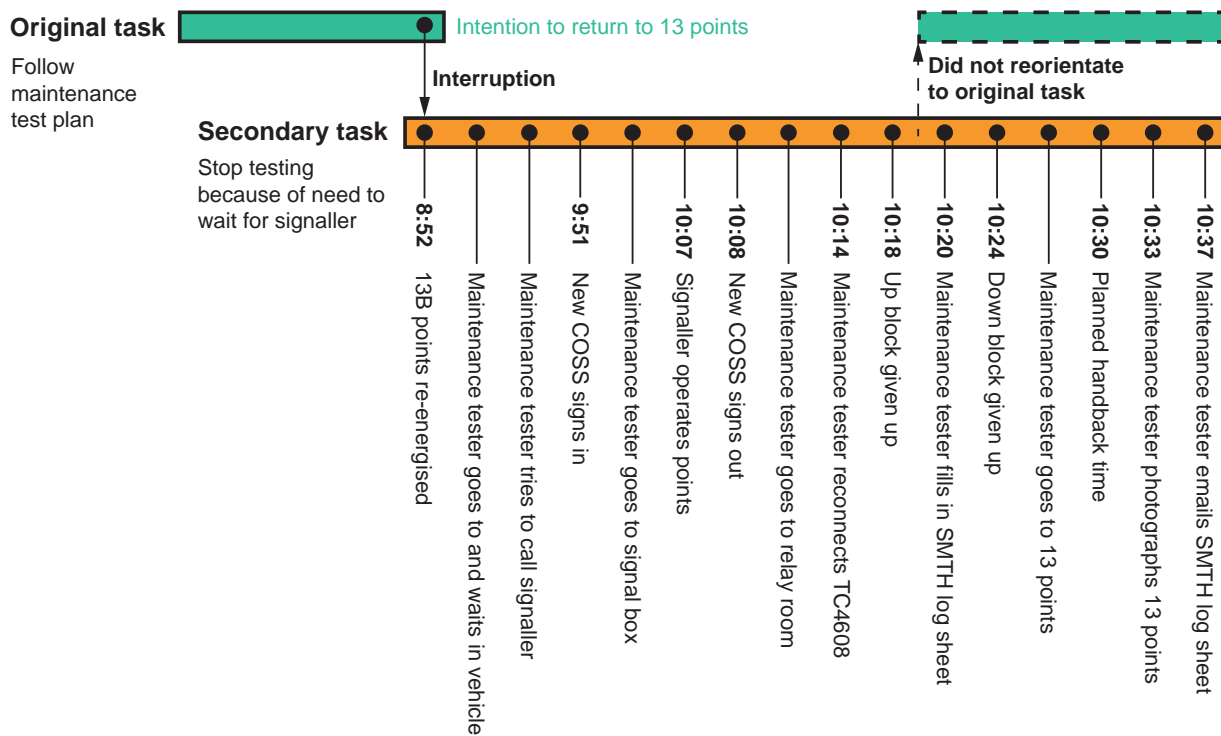 Original task
Intention to return to 13 points
Follow
maintenance
test plan
Interruption
Did not reorientate
to original task
Secondary task
Stop testing
because of need to
wait for signaller
8:52 13B points re-energised
Maintenance tester goes to and waits in vehicle
Maintenance tester tries to call signaller
9:51 New COSS signs in
Maintenance tester goes to signal box
10:07 Signaller operates points
10:08 New COSS signs out
Maintenance tester goes to relay room
10:14 Maintenance tester reconnects TC4608
10:18 Up block given up
10:20 Maintenance tester fills in SMTH log sheet
10:24 Down block given up
Maintenance tester goes to 13 points
10:30 Planned handback time
10:33 Maintenance tester photographs 13 points
10:37 Maintenance tester emails SMTH log sheet